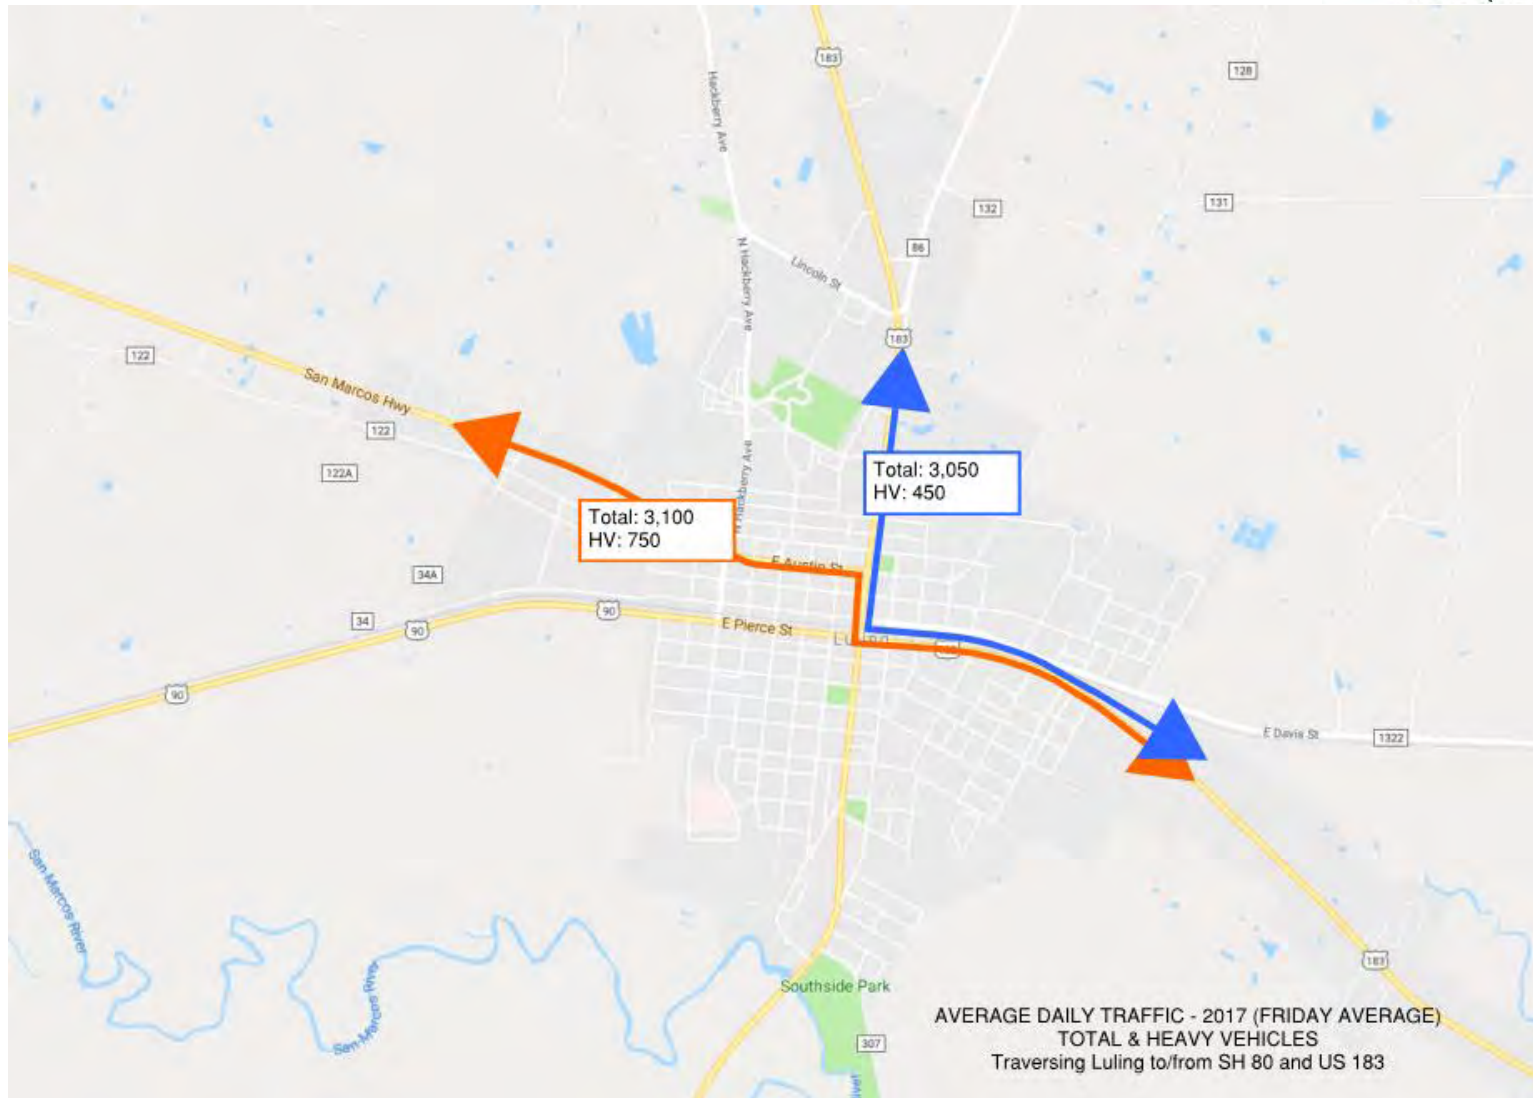 183
128
Hackberry Ave
132
131
86
N Hackberry Ave
Lincoln St
183
122
San Marcos Hwy
122
122A
N Hackberry Ave
Total: 3,050
HV: 450
Total: 3,100
HV: 750
E Austin St
34A
34
90
90
E Pierce St
90
E Davis St
1322
San Marcos River
San Marcos River
183
Southside Park
307
AVERAGE DAILY TRAFFIC - 2017 (FRIDAY AVERAGE)
TOTAL & HEAVY VEHICLES
Traversing Luling to/from SH 80 and US 183